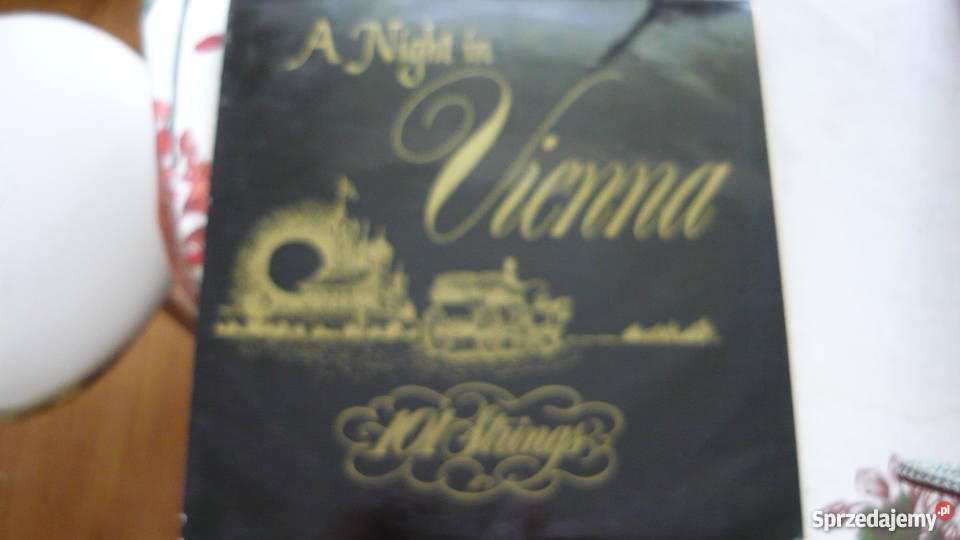 A Night in
Vienna
101 Strings
Sprzedajemy.pl